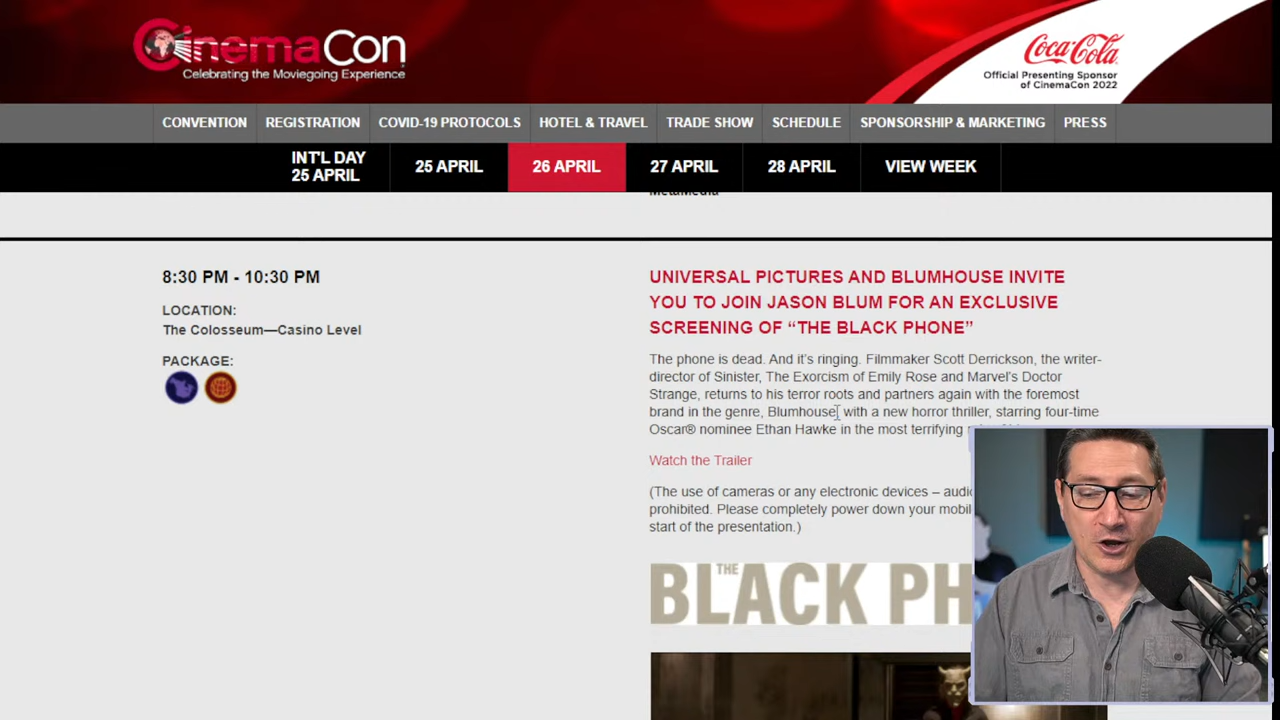 CinemaCon
Celebrating the Moviegoing Experience
Coca-Cola
Official Presenting Sponsor
of CinemaCon 2022
CONVENTION REGISTRATION COVID-19 PROTOCOLS HOTEL & TRAVEL TRADE SHOW SCHEDULE SPONSORSHIP & MARKETING PRESS
INT'L DAY
25 APRIL
25 APRIL 26 APRIL 27 APRIL 28 APRIL VIEW WEEK
MetaMedia
8:30 PM - 10:30 PM
LOCATION:
The Colosseum—Casino Level
PACKAGE:
UNIVERSAL PICTURES AND BLUMHOUSE INVITE
YOU TO JOIN JASON BLUM FOR AN EXCLUSIVE
SCREENING OF “THE BLACK PHONE”
The phone is dead. And it’s ringing. Filmmaker Scott Derrickson, the writer-
director of Sinister, The Exorcism of Emily Rose and Marvel’s Doctor
Strange, returns to his terror roots and partners again with the foremost
brand in the genre, Blumhouse, with a new horror thriller, starring four-time
Oscar® nominee Ethan Hawke in the most terrifying
Watch the Trailer
(The use of cameras or any electronic devices – audio
prohibited. Please completely power down your mobil
start of the presentation.)
THE BLACK PH